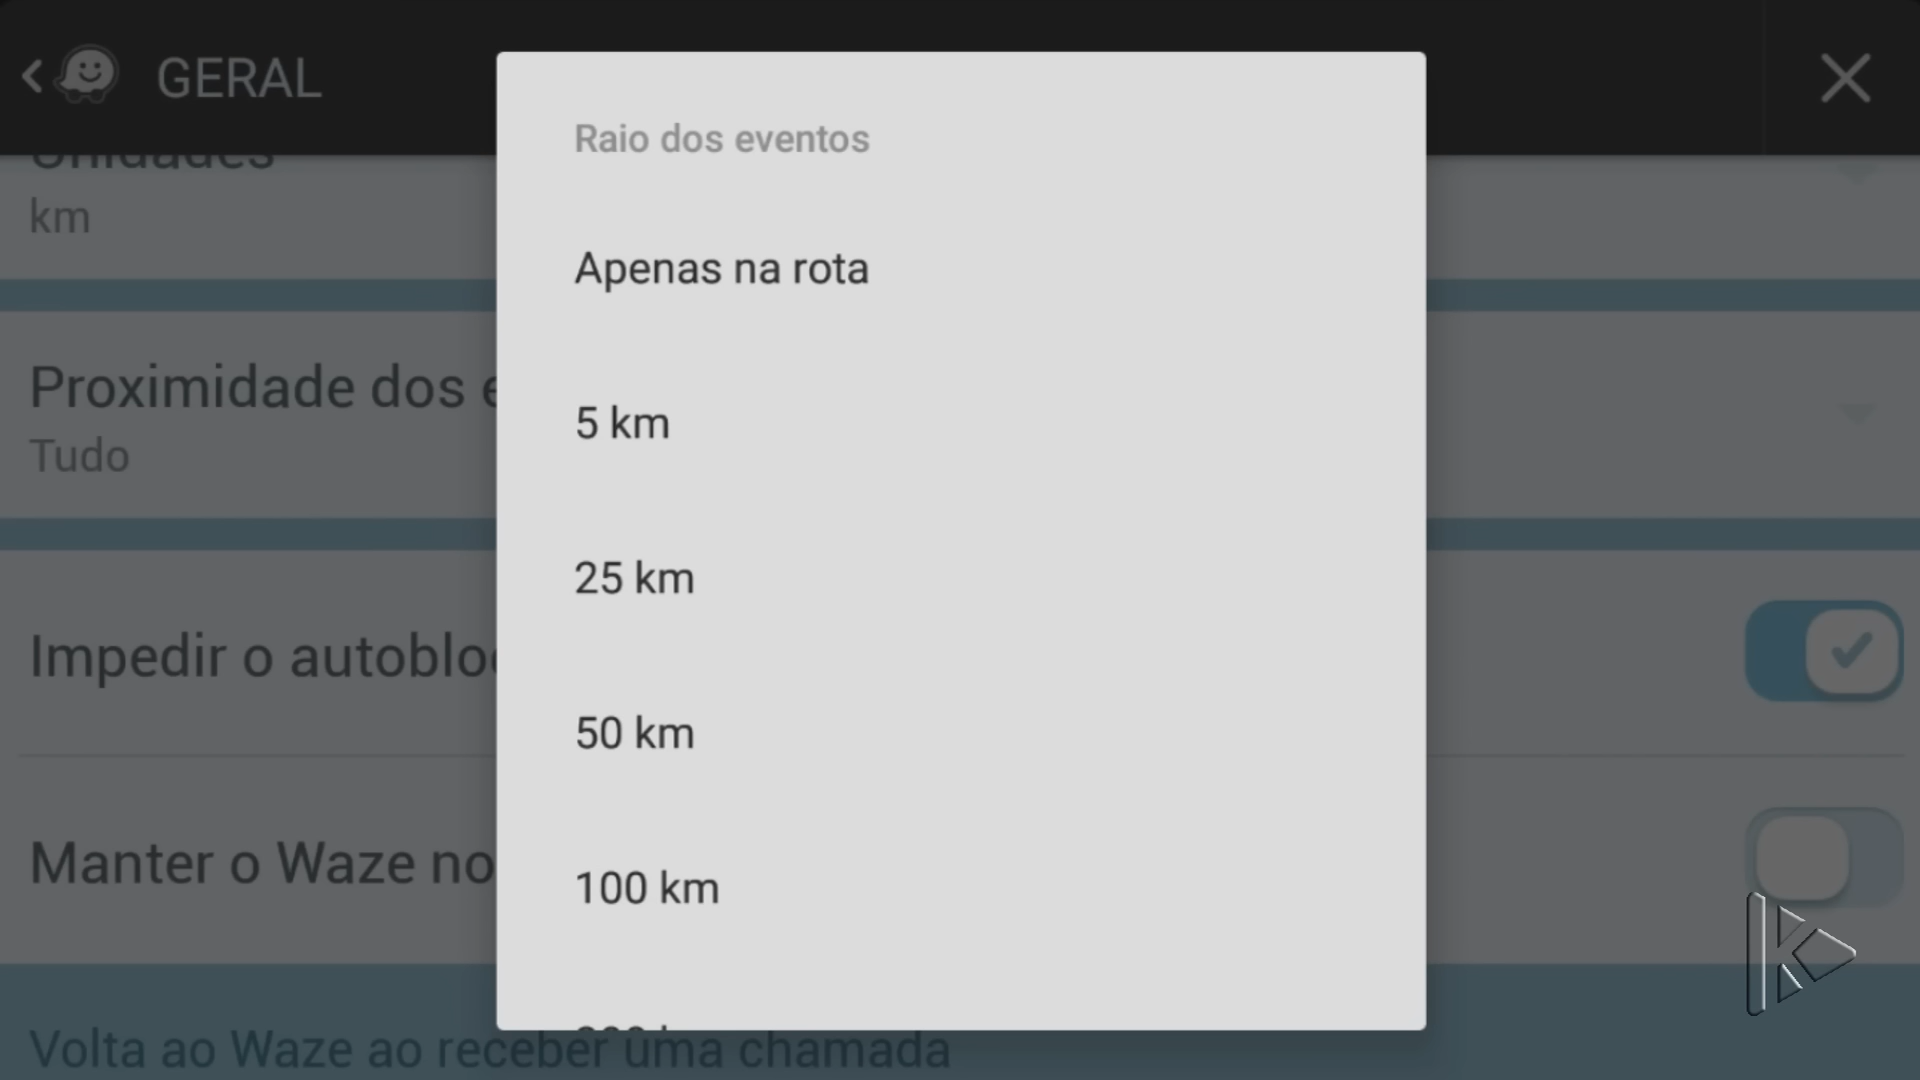 GERAL
Unidades
km
Proximidade dos
Tudo
Impedir o
Manter o Waze no
Volta ao Waze ao receber uma chamada
Raio dos eventos
Apenas na rota
5 km
25 km
50 km
100 km